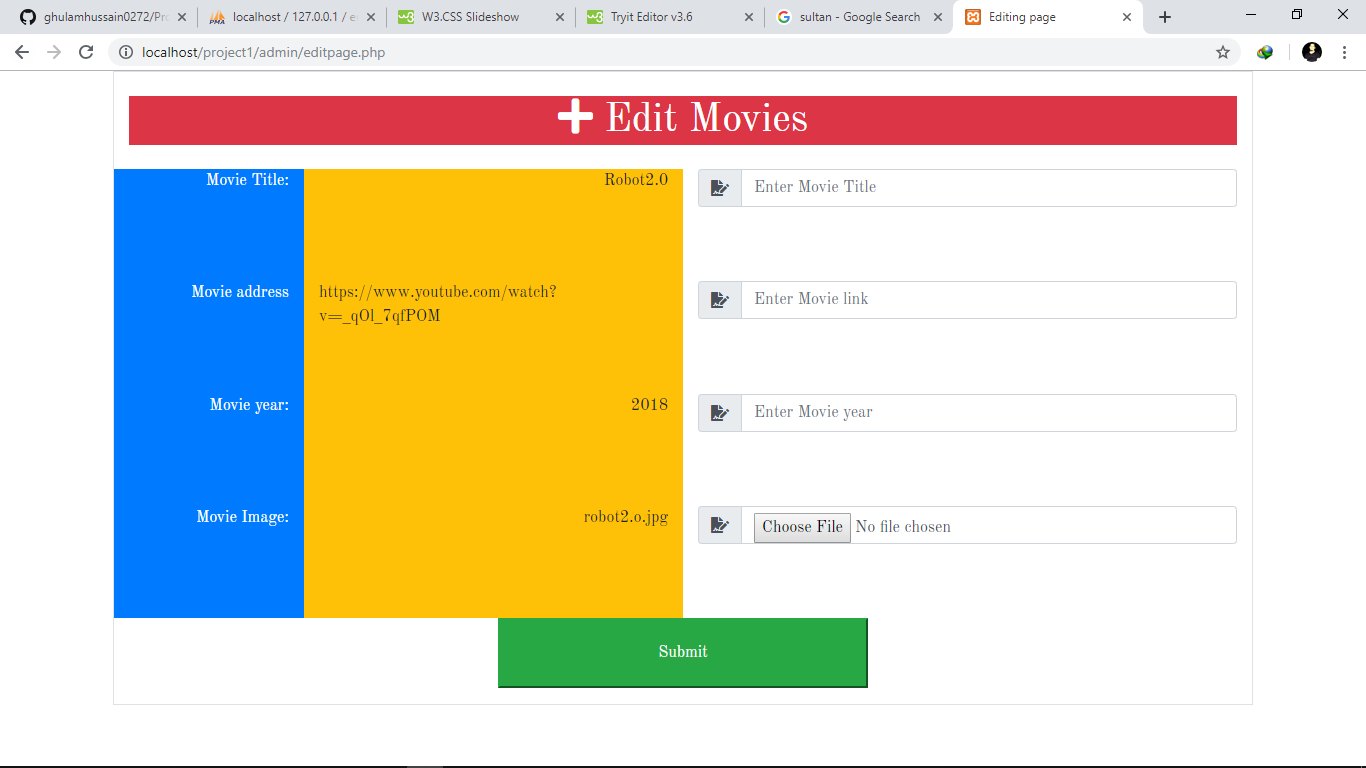 ghulamhussain0272/Pro
localhost / 127.0.0.1 / e
W3.CSS Slideshow
Tryit Editor v3.6
sultan - Google Search
Editing page
localhost/project1/admin/editpage.php
Edit Movies
Movie Title:
Robot2.0
Enter Movie Title
Movie address
https://www.youtube.com/watch?
v=_qOl_7qfPOM
Enter Movie link
Movie year:
2018
Enter Movie year
Movie Image:
robot2.o.jpg
Choose File No file chosen
Submit